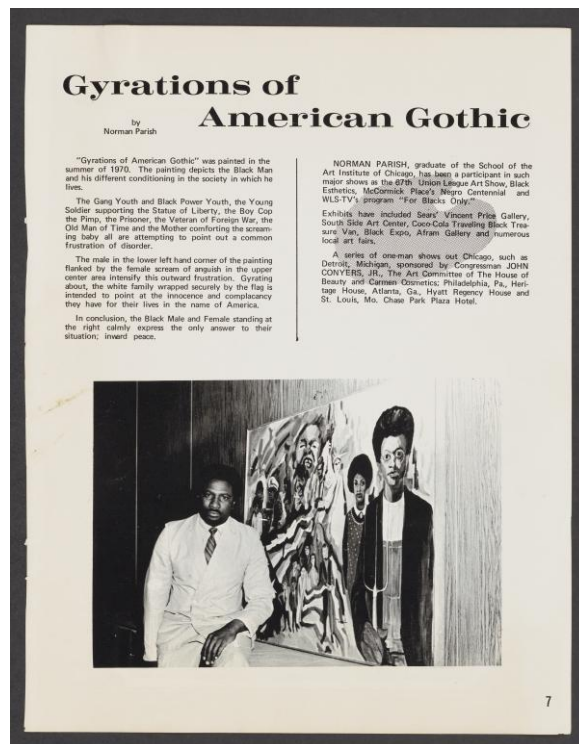 Gyrations of
American Gothic
by
Norman Parish
"Gyrations of American Gothic" was painted in the
summer of 1970. The painting depicts the Black Man
and his different conditioning in the society in which he
lives.
The Gang Youth and Black Power Youth, the Young
Soldier supporting the Statue of Liberty, the Boy Cop
the Pimp, the Prisoner, the Veteran of Foreign War, the
Old Man of Time and the Mother comforting the scream-
ing baby all are attempting to point out a common
frustration of disorder.
The male in the lower left hand corner of the painting
flanked by the female scream of anguish in the upper
center area intensify this outward frustration. Gyrating
about, the white family wrapped securely by the flag is
intended to point at the innocence and complacency
they have for their lives in the name of America.
In conclusion, the Black Male and Female standing at
the right calmly express the only answer to their
situation; inward peace.
NORMAN PARISH, graduate of the School of the
Art Institute of Chicago, has been a participant in such
major shows as the 67th Union League Art Show, Black
Esthetics, McCormick Place's Negro Centennial and
WLS-TV's program "For Blacks Only."
Exhibits have included Sears' Vincent Price Gallery,
South Side Art Center, Coco-Cola Traveling Black Trea-
sure Van, Black Expo, Afram Gallery and numerous
local art fairs.
A series of one-man shows out Chicago, such as
Detroit, Michigan, sponsored by Congressman JOHN
CONYERS, JR., The Art Committee of The House of
Beauty and Carmen Cosmetics; Philadelphia, Pa., Heri-
tage House, Atlanta, Ga., Hyatt Regency House and
St. Louis, Mo. Chase Park Plaza Hotel.
7